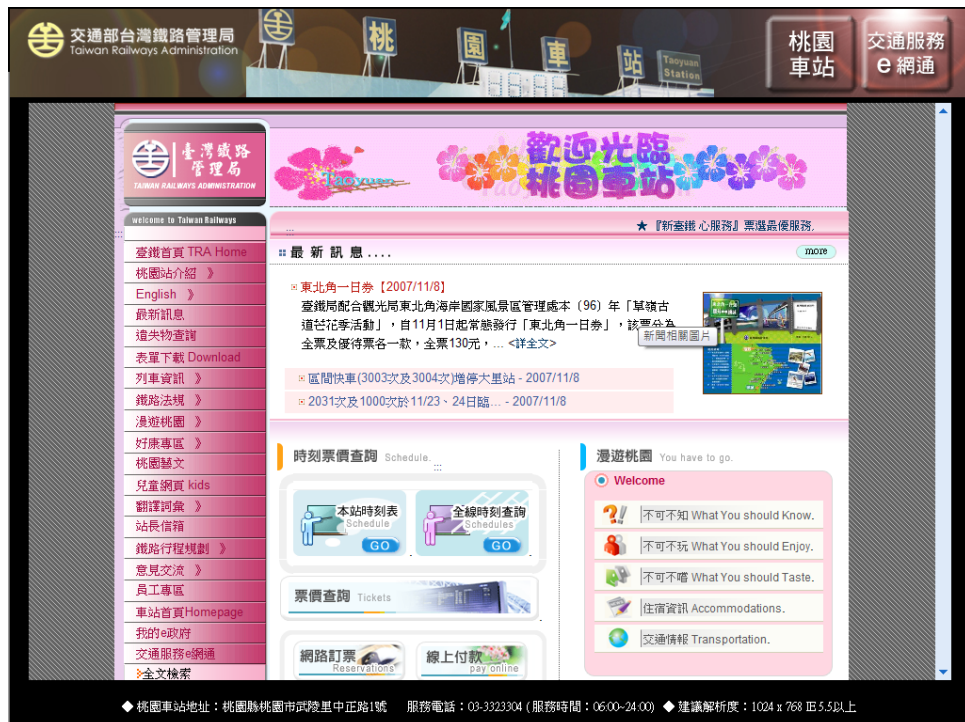 交通部台灣鐵路管理局
Taiwan Railways Administration
桃園車站
Taoyuan
Station
桃園
車站
交通服務
e 網通
臺灣鐵路
管理局
TAIWAN RAILWAYS ADMINISTRATION
Taoyuan
歡迎光臨
桃園車站
welcome to Taiwan Railways
★『新臺鐵 心服務』票選最優服務.
臺鐵首頁 TRA Home
桃園站介紹 》
English 》
最新訊息
遺失物查詢
表單下載 Download
列車資訊 》
鐵路法規 》
漫遊桃園 》
好康專區 》
桃園藝文
兒童網頁 kids
翻譯詞彙 》
站長信箱
鐵路行程規劃 》
意見交流 》
員工專區
車站首頁Homepage
我的e政府
交通服務e網通
全文檢索
最 新 訊 息 ....
more
東北角一日券【2007/11/8】
臺鐵局配合觀光局東北角海岸國家風景區管理處本（96）年「草嶺古
道芒花季活動」，自11月1日起常態發行「東北角一日券」，該票分為
全票及優待票各一款，全票130元，... <詳全文>
新聞相關圖片
區間快車(3003次及3004次)增停大里站 - 2007/11/8
2031次及1000次於11/23、24日臨... - 2007/11/8
時刻票價查詢 Schedule.
本站時刻表
Schedule
GO
全線時刻查詢
Schedules
GO
票價查詢 Tickets
網路訂票
Reservations
線上付款
pay online
漫遊桃園 You have to go.
Welcome
不可不知 What You should Know.
不可不玩 What You should Enjoy.
不可不嚐 What You should Taste.
住宿資訊 Accommodations.
交通情報 Transportation.
◆ 桃園車站地址：桃園縣桃園市武陵里中正路1號 服務電話：03-3323304 ( 服務時間：06:00~24:00) ◆ 建議解析度：1024 x 768 IE5.5以上